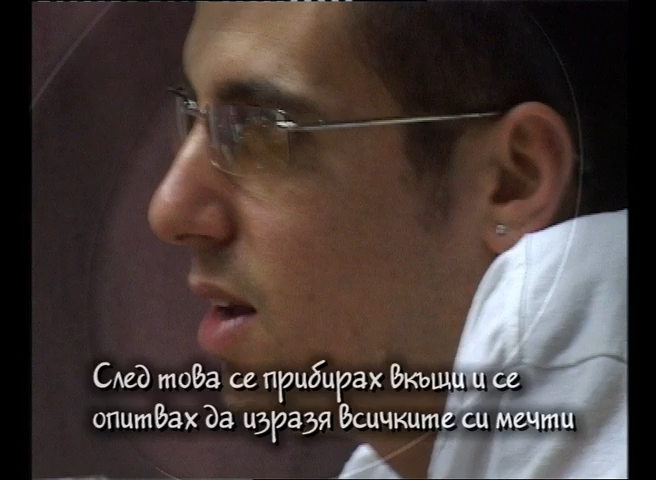 След това се прибирах вкъщи и се
опитвах да изразя всичките си мечти